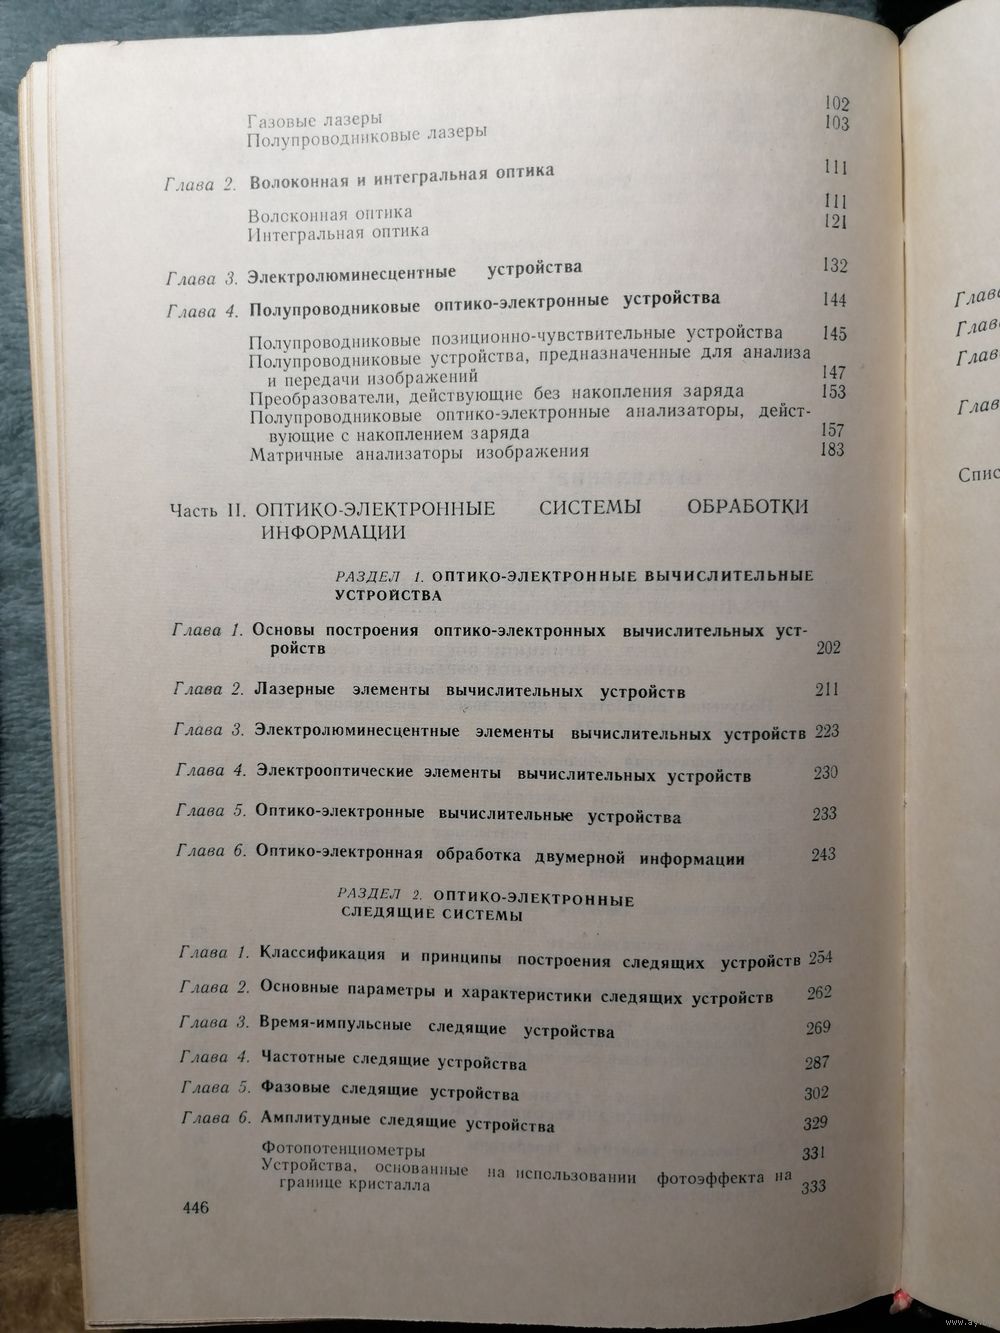 Газовые лазеры 102
Полупроводниковые лазеры 103
Глава 2. Волоконная и интегральная оптика 111
Волоконная оптика 111
Интегральная оптика 121
Глава 3. Электролюминесцентные устройства 132
Глава 4. Полупроводниковые оптико-электронные устройства 144
Полупроводниковые позиционно-чувствительные устройства 145
Полупроводниковые устройства, предназначенные для анализа
и передачи изображений 147
Преобразователи, действующие без накопления заряда 153
Полупроводниковые оптико-электронные анализаторы, дейст-
вующие с накоплением заряда 157
Матричные анализаторы изображения 183
Часть II. ОПТИКО-ЭЛЕКТРОННЫЕ СИСТЕМЫ ОБРАБОТКИ
ИНФОРМАЦИИ
РАЗДЕЛ 1. ОПТИКО-ЭЛЕКТРОННЫЕ ВЫЧИСЛИТЕЛЬНЫЕ
УСТРОЙСТВА
Глава 1. Основы построения оптико-электронных вычислительных уст-
ройств 202
Глава 2. Лазерные элементы вычислительных устройств 211
Глава 3. Электролюминесцентные элементы вычислительных устройств 223
Глава 4. Электрооптические элементы вычислительных устройств 230
Глава 5. Оптико-электронные вычислительные устройства 233
Глава 6. Оптико-электронная обработка двумерной информации 243
РАЗДЕЛ 2. ОПТИКО-ЭЛЕКТРОННЫЕ
СЛЕДЯЩИЕ СИСТЕМЫ
Глава 1. Классификация и принципы построения следящих устройств 254
Глава 2. Основные параметры и характеристики следящих устройств 262
Глава 3. Время-импульсные следящие устройства 269
Глава 4. Частотные следящие устройства 287
Глава 5. Фазовые следящие устройства 302
Глава 6. Амплитудные следящие устройства 329
Фотопотенциометры 331
Устройства, основанные на использовании фотоэффекта на
границе кристалла 333
446
Глав
Глав
Глав
Глав
Спис